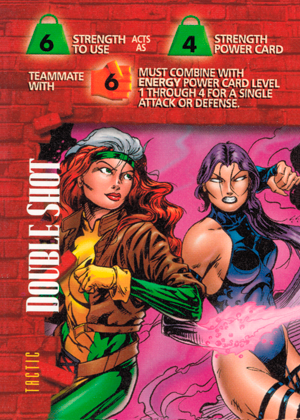 6 STRENGTH TO USE ACTS AS 4 STRENGTH POWER CARD
TEAMMATE WITH 6 MUST COMBINE WITH
ENERGY POWER CARD LEVEL
1 THROUGH 4 FOR A SINGLE
ATTACK OR DEFENSE.
DOUBLE SHOT
TACTIC